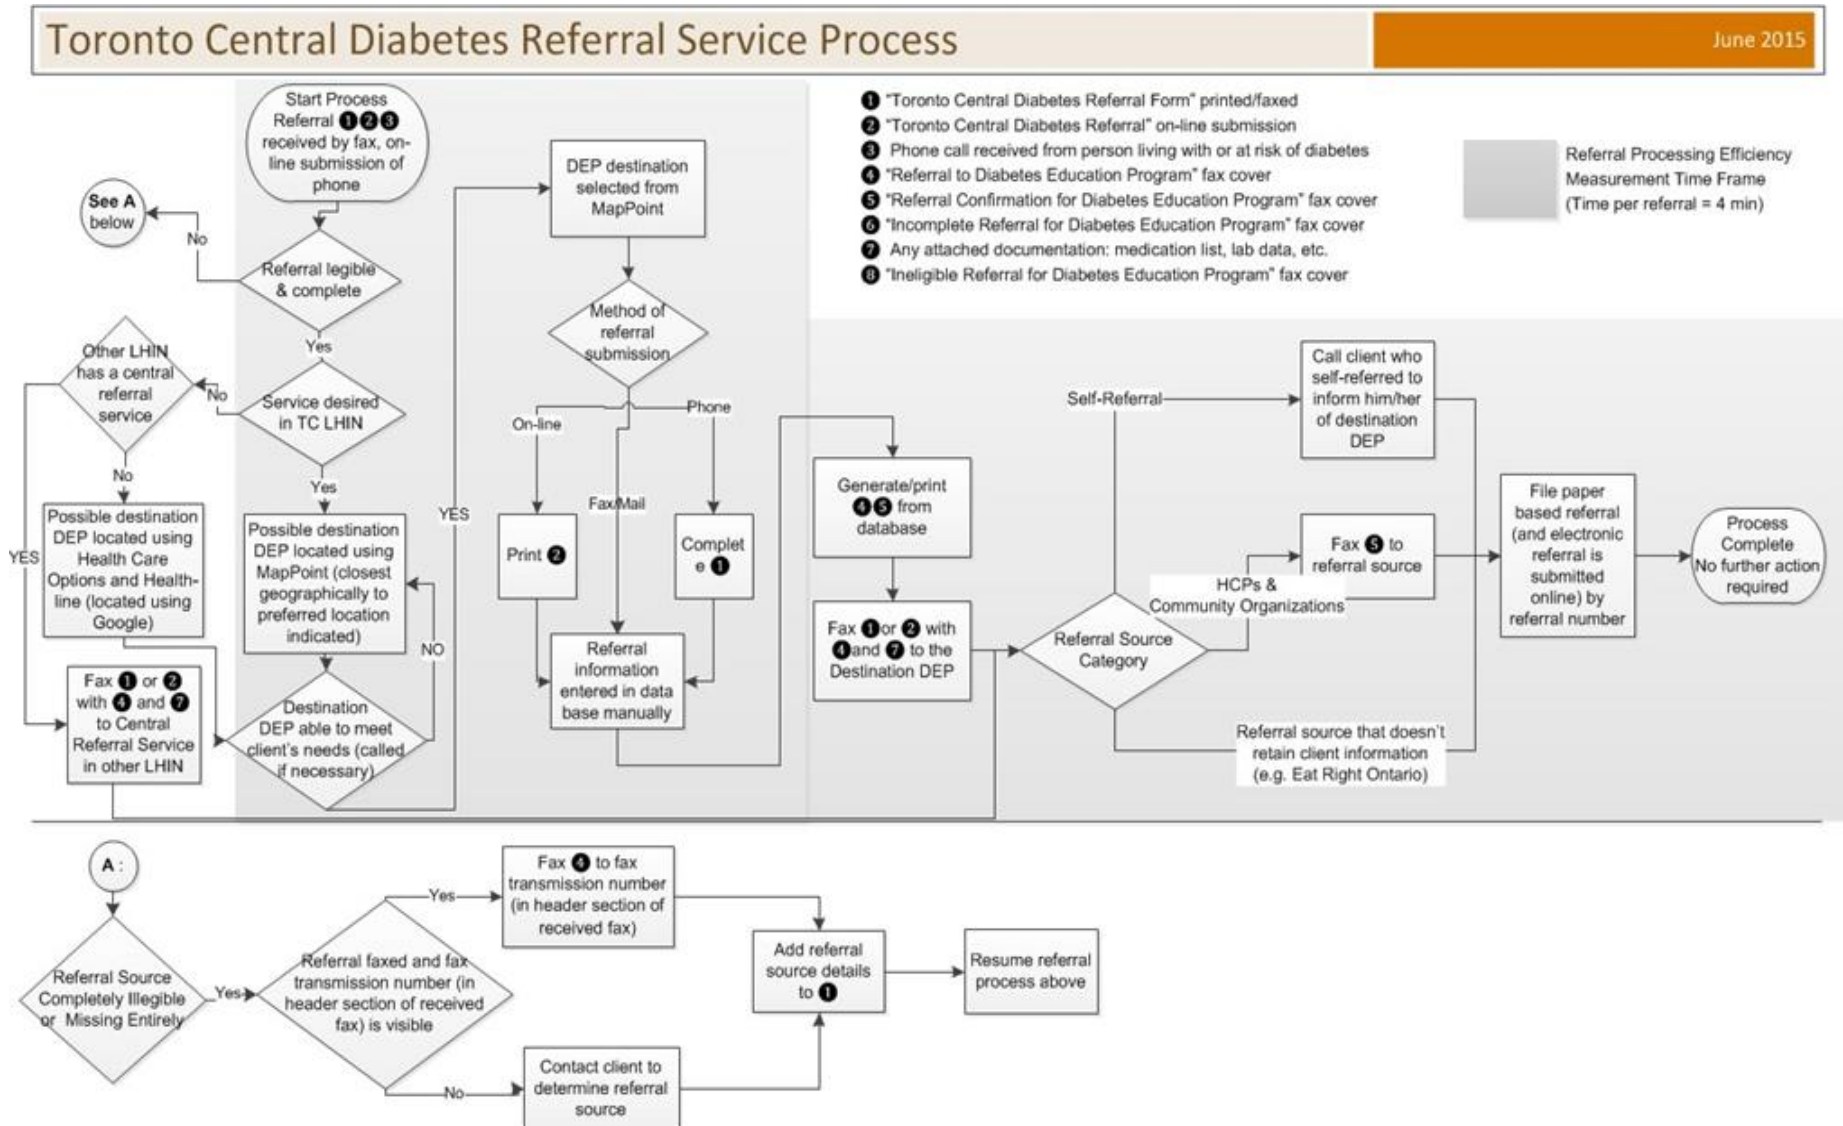 Toronto Central Diabetes Referral Service Process
June 2015
Start Process
Referral ❶❷❸
received by fax, on-
line submission of
phone
See A
below
No
Referral legible
& complete
Yes
Other LHIN
has a central
referral
service
No
Service desired
in TC LHIN
No
Yes
YES
Possible destination
DEP located using
Health Care
Options and Health-
line (located using
Google)
Possible destination
DEP located using
MapPoint (closest
geographically to
preferred location
indicated)
NO
Fax ❶ or ❷
with ❹ and ❼
to Central
Referral Service
in other LHIN
Destination
DEP able to meet
client's needs (called
if necessary)
YES
DEP destination
selected from
MapPoint
Method of
referral
submission
On-line
Phone
Fax/Mail
Print ❷
Complet
e ❶
Referral
information
entered in data
base manually
❶ "Toronto Central Diabetes Referral Form" printed/faxed
❷ "Toronto Central Diabetes Referral" on-line submission
❸ Phone call received from person living with or at risk of diabetes
❹ "Referral to Diabetes Education Program" fax cover
❺ "Referral Confirmation for Diabetes Education Program" fax cover
❻ "Incomplete Referral for Diabetes Education Program" fax cover
❼ Any attached documentation: medication list, lab data, etc.
❽ "Ineligible Referral for Diabetes Education Program" fax cover
Referral Processing Efficiency
Measurement Time Frame
(Time per referral = 4 min)
Generate/print
❹❺ from
database
Fax ❶or ❷ with
❹and ❼ to the
Destination DEP
Referral Source
Category
Self-Referral
Call client who
self-referred to
inform him/her
of destination
DEP
HCPs &
Community Organizations
Fax ❺ to
referral source
Referral source that doesn't
retain client information
(e.g. Eat Right Ontario)
File paper
based referral
(and electronic
referral is
submitted
online) by
referral number
Process
Complete
No further action
required
A :
Referral Source
Completely Illegible
or Missing Entirely
Yes
Referral faxed and fax
transmission number (in
header section of received
fax) is visible
Yes
Fax ❹ to fax
transmission number
(in header section of
received fax)
No
Contact client to
determine referral
source
Add referral
source details
to ❶
Resume referral
process above